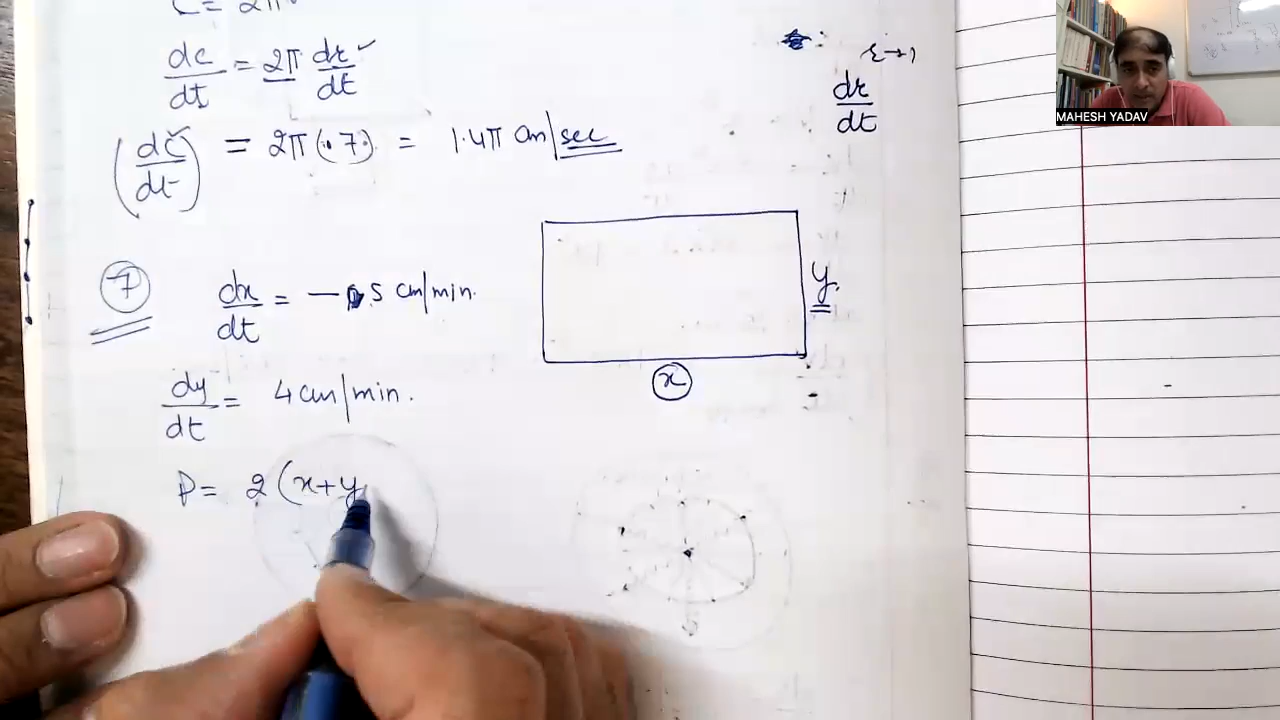 dc/dt = 2π dr/dt ✓
(dc/dt) = 2π(.7) = 1.4π cm/sec
dr/dt
MAHESH YADAV
7
dx/dt = -5 cm/min.
y.
x
dy/dt = 4 cm/min.
P = 2 (x+y